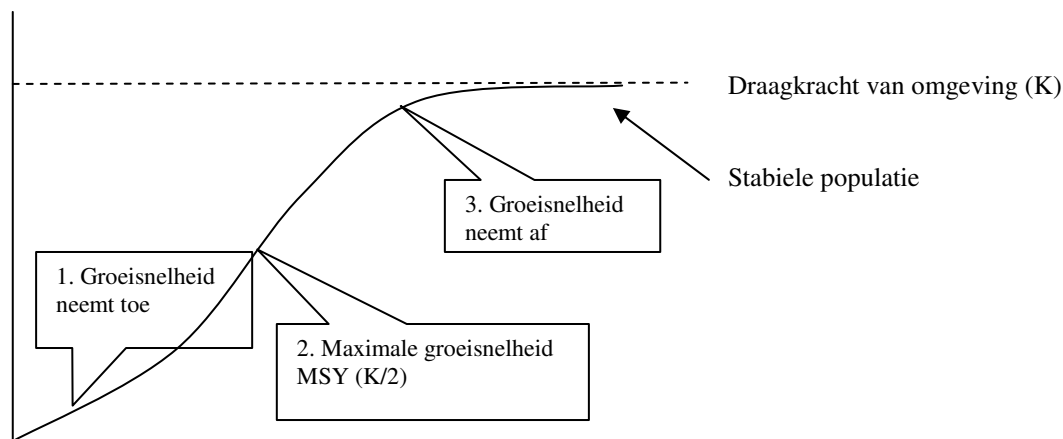 Draagkracht van omgeving (K)
Stabiele populatie
3. Groeisnelheid
neemt af
1. Groeisnelheid
neemt toe
2. Maximale groeisnelheid
MSY (K/2)